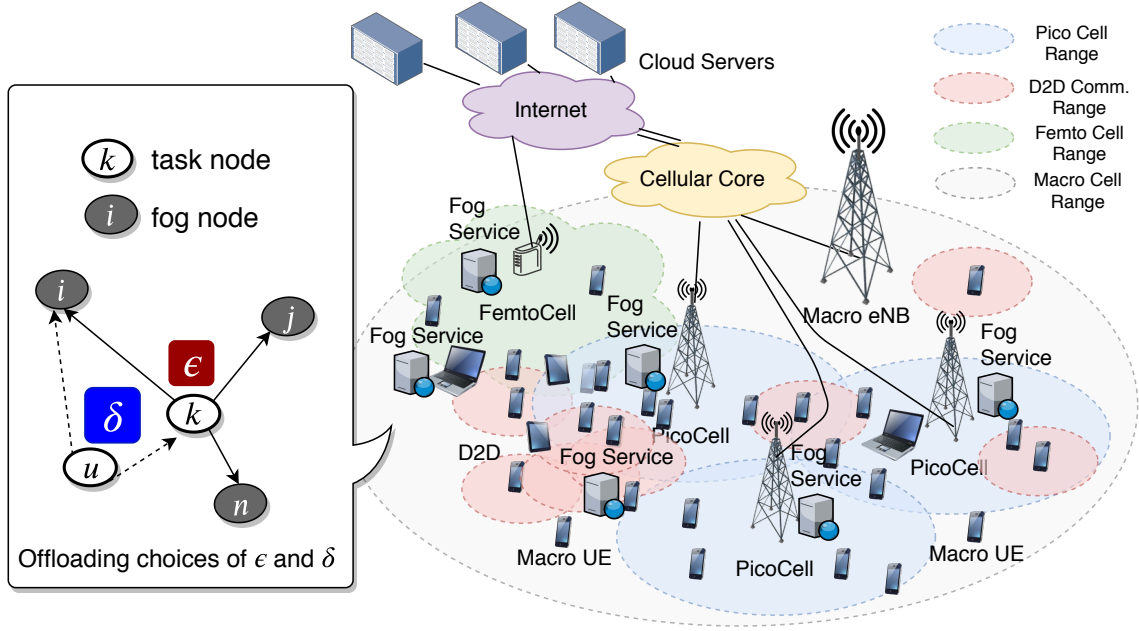 Cloud Servers
Internet
Cellular Core
Pico Cell
Range
D2D Comm.
Range
Femto Cell
Range
Macro Cell
Range
k task node
i fog node
i
j
ϵ
k
δ
u
n
Offloading choices of ϵ and δ
Fog
Service
FemtoCell
Fog Service
Fog
Service
Macro eNB
Fog
Service
PicoCell
D2D
Fog Service
Fog
Service
PicoCell
Macro UE
PicoCell
Macro UE